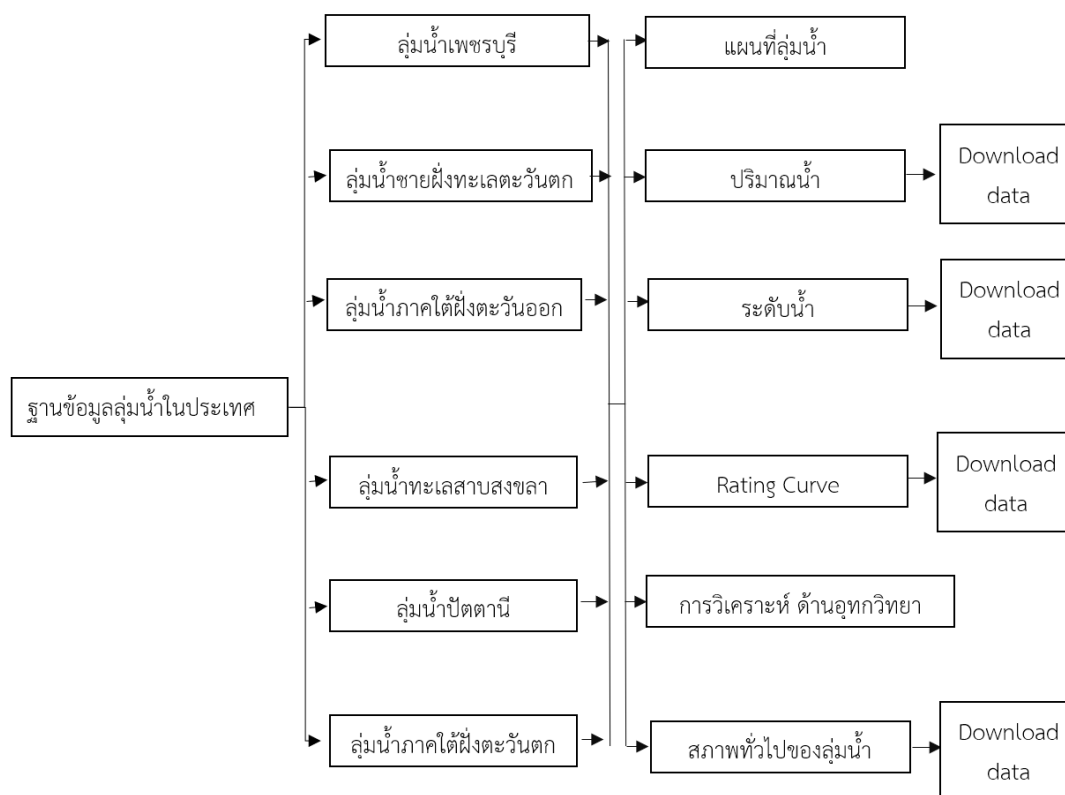 ลุ่มน้ำเพชรบุรี
แผนที่ลุ่มน้ำ
ลุ่มน้ำชายฝั่งทะเลตะวันตก
ปริมาณน้ำ
Download
data
ลุ่มน้ำภาคใต้ฝั่งตะวันออก
ระดับน้ำ
Download
data
ฐานข้อมูลลุ่มน้ำในประเทศ
ลุ่มน้ำทะเลสาบสงขลา
Rating Curve
Download
data
ลุ่มน้ำปัตตานี
การวิเคราะห์ ด้านอุทกวิทยา
ลุ่มน้ำภาคใต้ฝั่งตะวันตก
สภาพทั่วไปของลุ่มน้ำ
Download
data